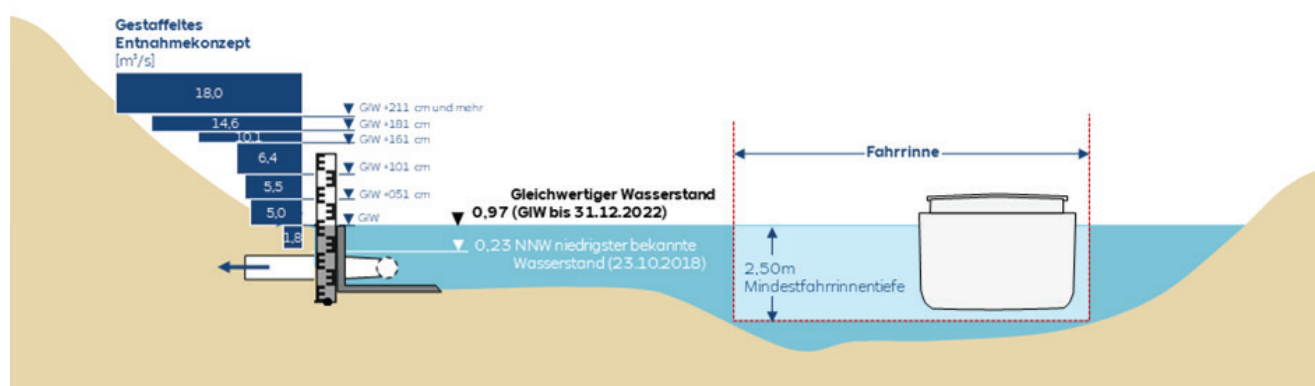 Gestaffeltes
Entnahmekonzept
[m³/s]
18,0
GlW +211 cm und mehr
14,6
GlW +181 cm
10,1
GlW +161 cm
6,4
GlW +101 cm
5,5
GlW +051 cm
5,0
GlW
1,8
Gleichwertiger Wasserstand
0,97 (GlW bis 31.12.2022)
0,23 NNW niedrigster bekannte
Wasserstand (23.10.2018)
Fahrrinne
2,50m
Mindestfahrrinnentiefe